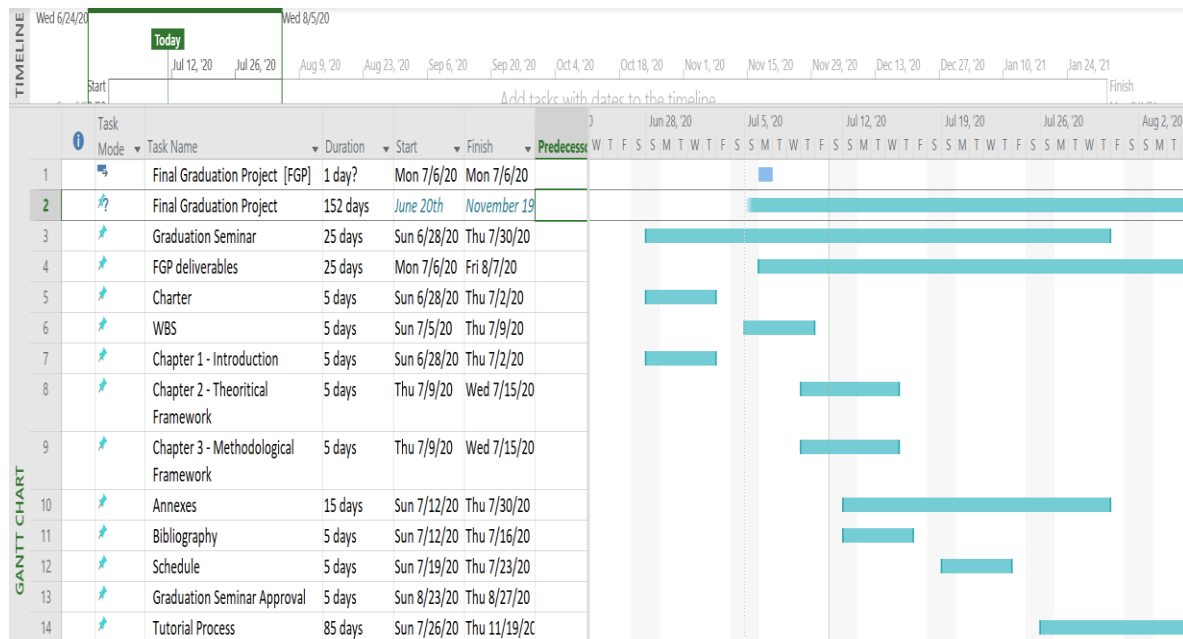 TIMELINE
Wed 6/24/20 Wed 8/5/20
Today
Jul 12, '20 Jul 26, '20 Aug 9, '20 Aug 23, '20 Sep 6, '20 Sep 20, '20 Oct 4, '20 Oct 18, '20 Nov 1, '20 Nov 15, '20 Nov 29, '20 Dec 13, '20 Dec 27, '20 Jan 10, '21 Jan 24, '21
Start Finish
Add tasks with dates to the timeline
Jun 28, '20 Jul 5, '20 Jul 12, '20 Jul 19, '20 Jul 26, '20 Aug 2, '20
Task Mode Task Name Duration Start Finish Predecesso W T F S S M T W T F S S M T W T F S S M T W T F S S M T W T F S S M T W T F S S M T
1 Final Graduation Project [FGP] 1 day? Mon 7/6/20 Mon 7/6/20
2 Final Graduation Project 152 days June 20th November 19
3 Graduation Seminar 25 days Sun 6/28/20 Thu 7/30/20
4 FGP deliverables 25 days Mon 7/6/20 Fri 8/7/20
5 Charter 5 days Sun 6/28/20 Thu 7/2/20
6 WBS 5 days Sun 7/5/20 Thu 7/9/20
7 Chapter 1 - Introduction 5 days Sun 6/28/20 Thu 7/2/20
8 Chapter 2 - Theoritical 5 days Thu 7/9/20 Wed 7/15/20
Framework
9 Chapter 3 - Methodological 5 days Thu 7/9/20 Wed 7/15/20
Framework
10 Annexes 15 days Sun 7/12/20 Thu 7/30/20
11 Bibliography 5 days Sun 7/12/20 Thu 7/16/20
12 Schedule 5 days Sun 7/19/20 Thu 7/23/20
13 Graduation Seminar Approval 5 days Sun 8/23/20 Thu 8/27/20
14 Tutorial Process 85 days Sun 7/26/20 Thu 11/19/20
GANTT CHART